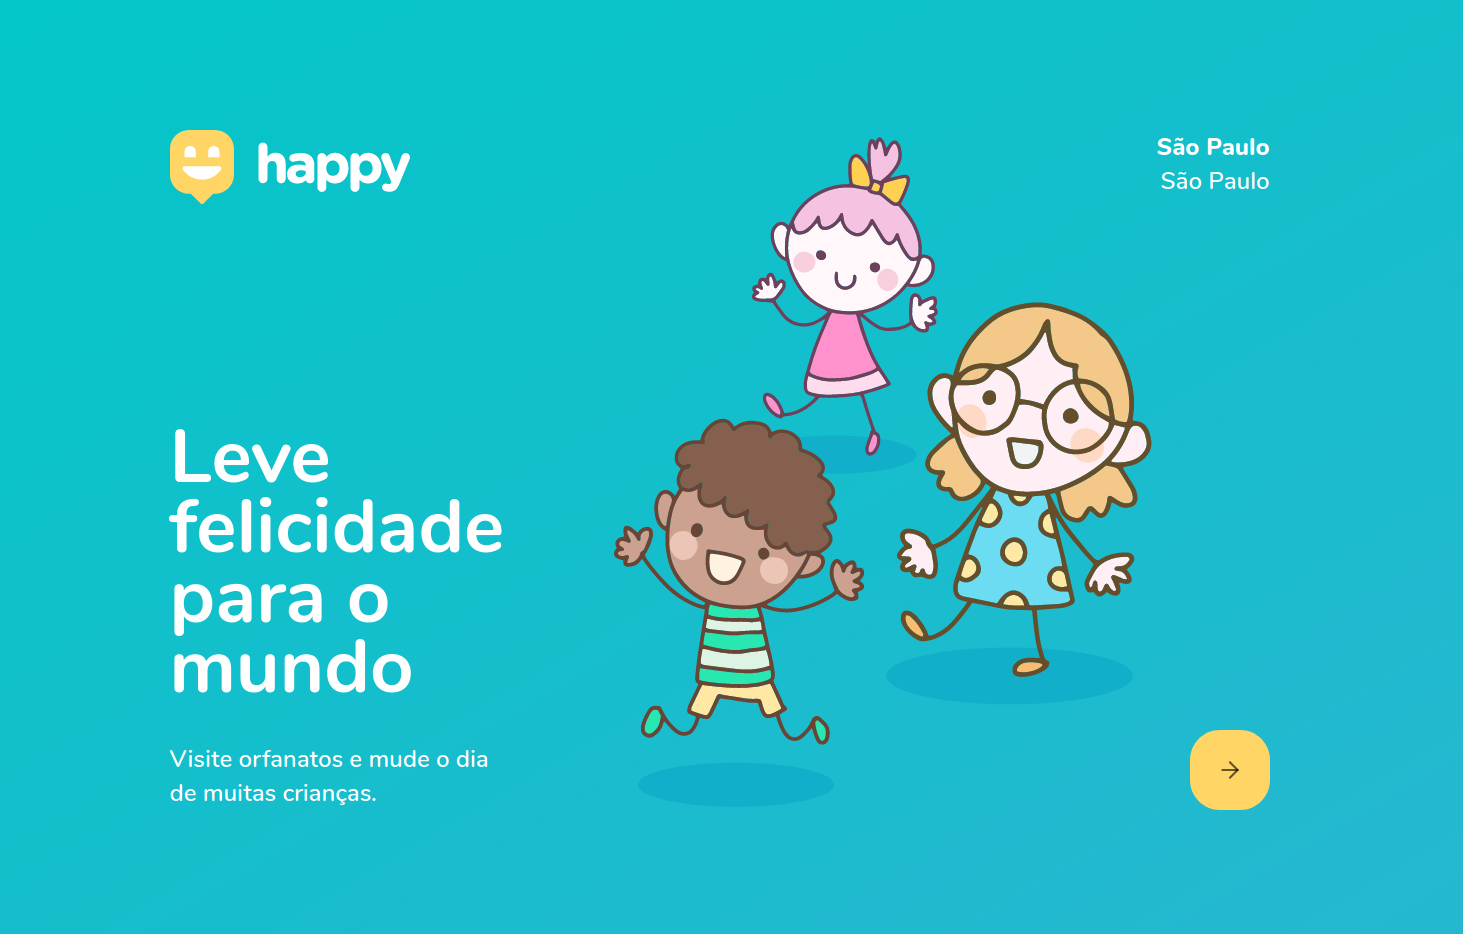 happy
São Paulo
São Paulo
Leve
felicidade
para o
mundo
Visite orfanatos e mude o dia
de muitas crianças.